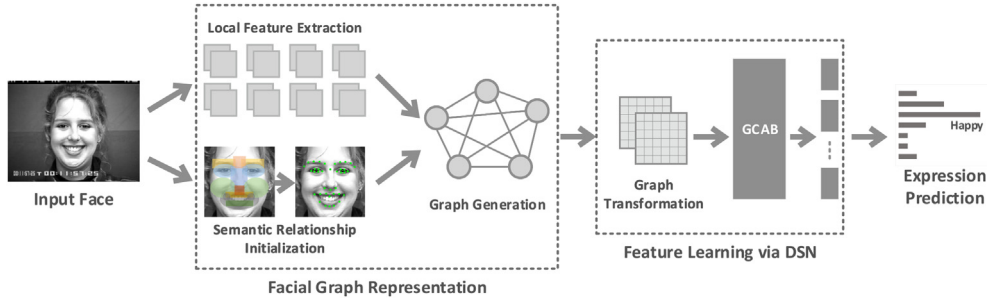 Local Feature Extraction
Input Face
Semantic Relationship
Initialization
Graph Generation
Facial Graph Representation
Graph
Transformation
GCAB
Feature Learning via DSN
Happy
Expression
Prediction